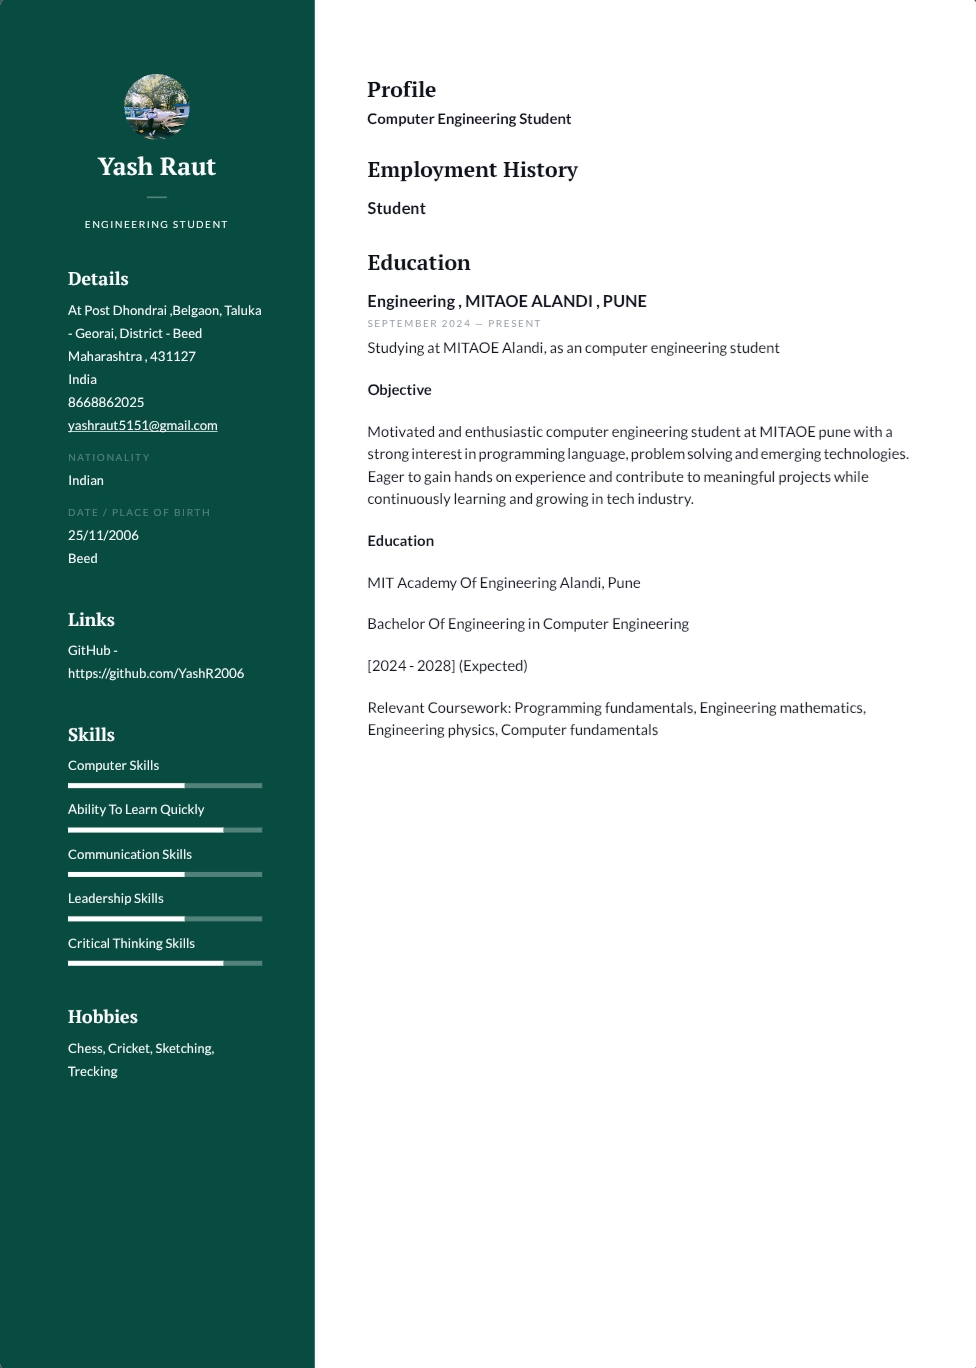 Yash Raut
ENGINEERING STUDENT
Details
At Post Dhondrai ,Belgaon, Taluka
- Georai, District - Beed
Maharashtra , 431127
India
8668862025
yashraut5151@gmail.com
NATIONALITY
Indian
DATE / PLACE OF BIRTH
25/11/2006
Beed
Links
GitHub -
https://github.com/YashR2006
Skills
Computer Skills
Ability To Learn Quickly
Communication Skills
Leadership Skills
Critical Thinking Skills
Hobbies
Chess, Cricket, Sketching,
Trecking
Profile
Computer Engineering Student
Employment History
Student
Education
Engineering , MITAOE ALANDI , PUNE
SEPTEMBER 2024 — PRESENT
Studying at MITAOE Alandi, as an computer engineering student
Objective
Motivated and enthusiastic computer engineering student at MITAOE pune with a
strong interest in programming language, problem solving and emerging technologies.
Eager to gain hands on experience and contribute to meaningful projects while
continuously learning and growing in tech industry.
Education
MIT Academy Of Engineering Alandi, Pune
Bachelor Of Engineering in Computer Engineering
[2024 - 2028] (Expected)
Relevant Coursework: Programming fundamentals, Engineering mathematics,
Engineering physics, Computer fundamentals